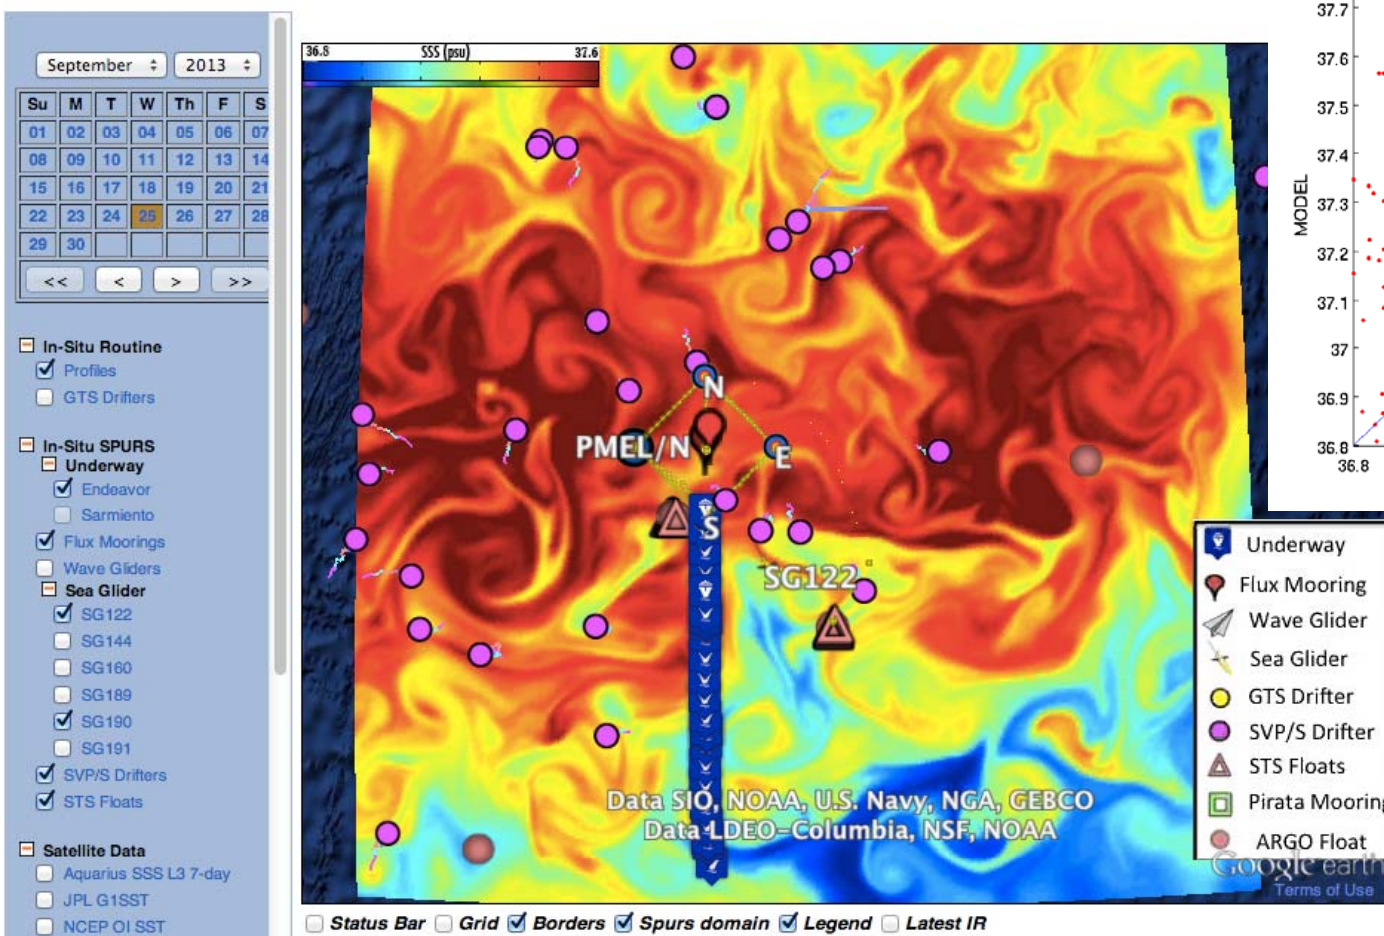 September 2013
Su M T W Th F S
01 02 03 04 05 06 07
08 09 10 11 12 13 14
15 16 17 18 19 20 21
22 23 24 25 26 27 28
29 30
<< < > >>
In-Situ Routine
Profiles
GTS Drifters
In-Situ SPURS
Underway
Endeavor
Sarmiento
Flux Moorings
Wave Gliders
Sea Glider
SG122
SG144
SG160
SG189
SG190
SG191
SVP/S Drifters
STS Floats
Satellite Data
Aquarius SSS L3 7-day
JPL G1SST
NCEP OI SST
36.8 SSS (psu) 37.6
N
PMEL/N
E
S
SG122
Data SIO, NOAA, U.S. Navy, NGA, GEBCO
Data LDEO-Columbia, NSF, NOAA
Status Bar Grid Borders Spurs domain Legend Latest IR
37.7
37.6
37.5
37.4
37.3
37.2
37.1
37
36.9
36.8
MODEL
36.8
Underway
Flux Mooring
Wave Glider
Sea Glider
GTS Drifter
SVP/S Drifter
STS Floats
Pirata Mooring
ARGO Float
Google earth
Terms of Use